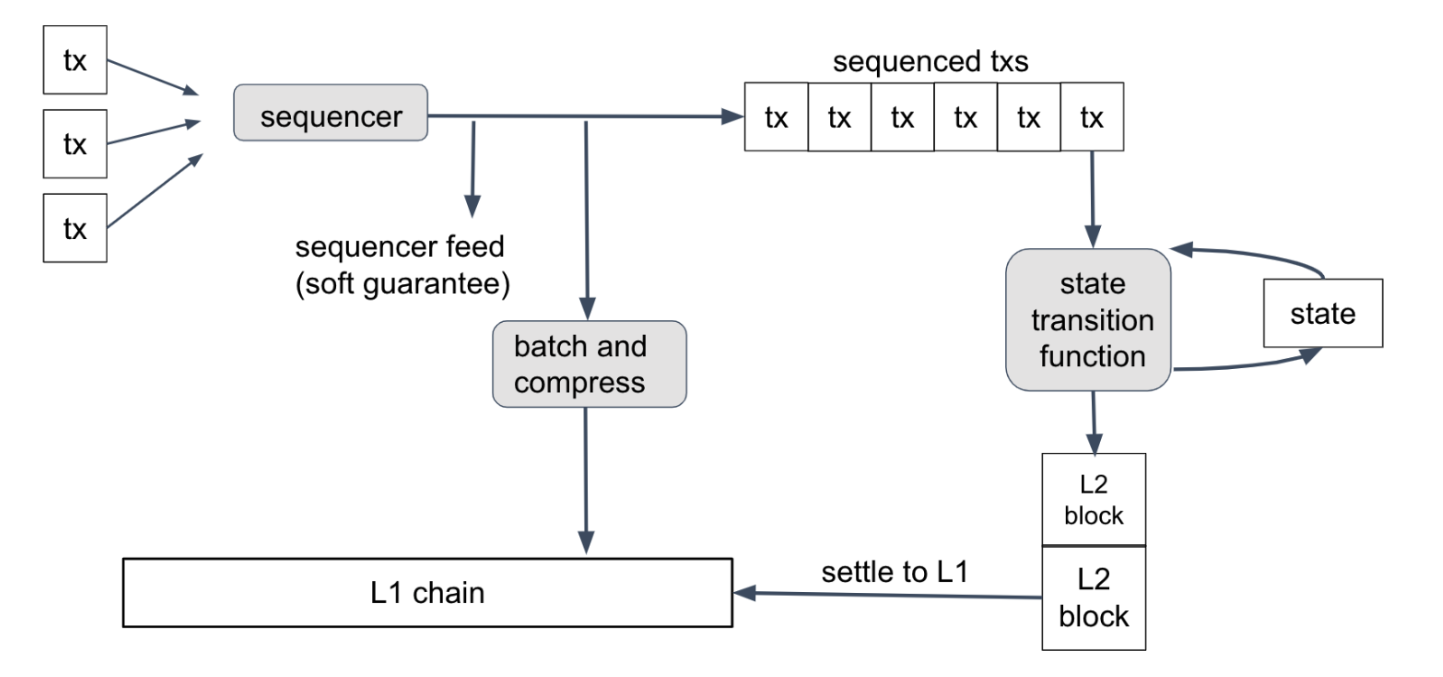 tx
tx
tx
sequencer
sequenced txs
tx tx tx tx tx tx
sequencer feed
(soft guarantee)
batch and
compress
state
transition
function
state
L2
block
L2
block
settle to L1
L1 chain